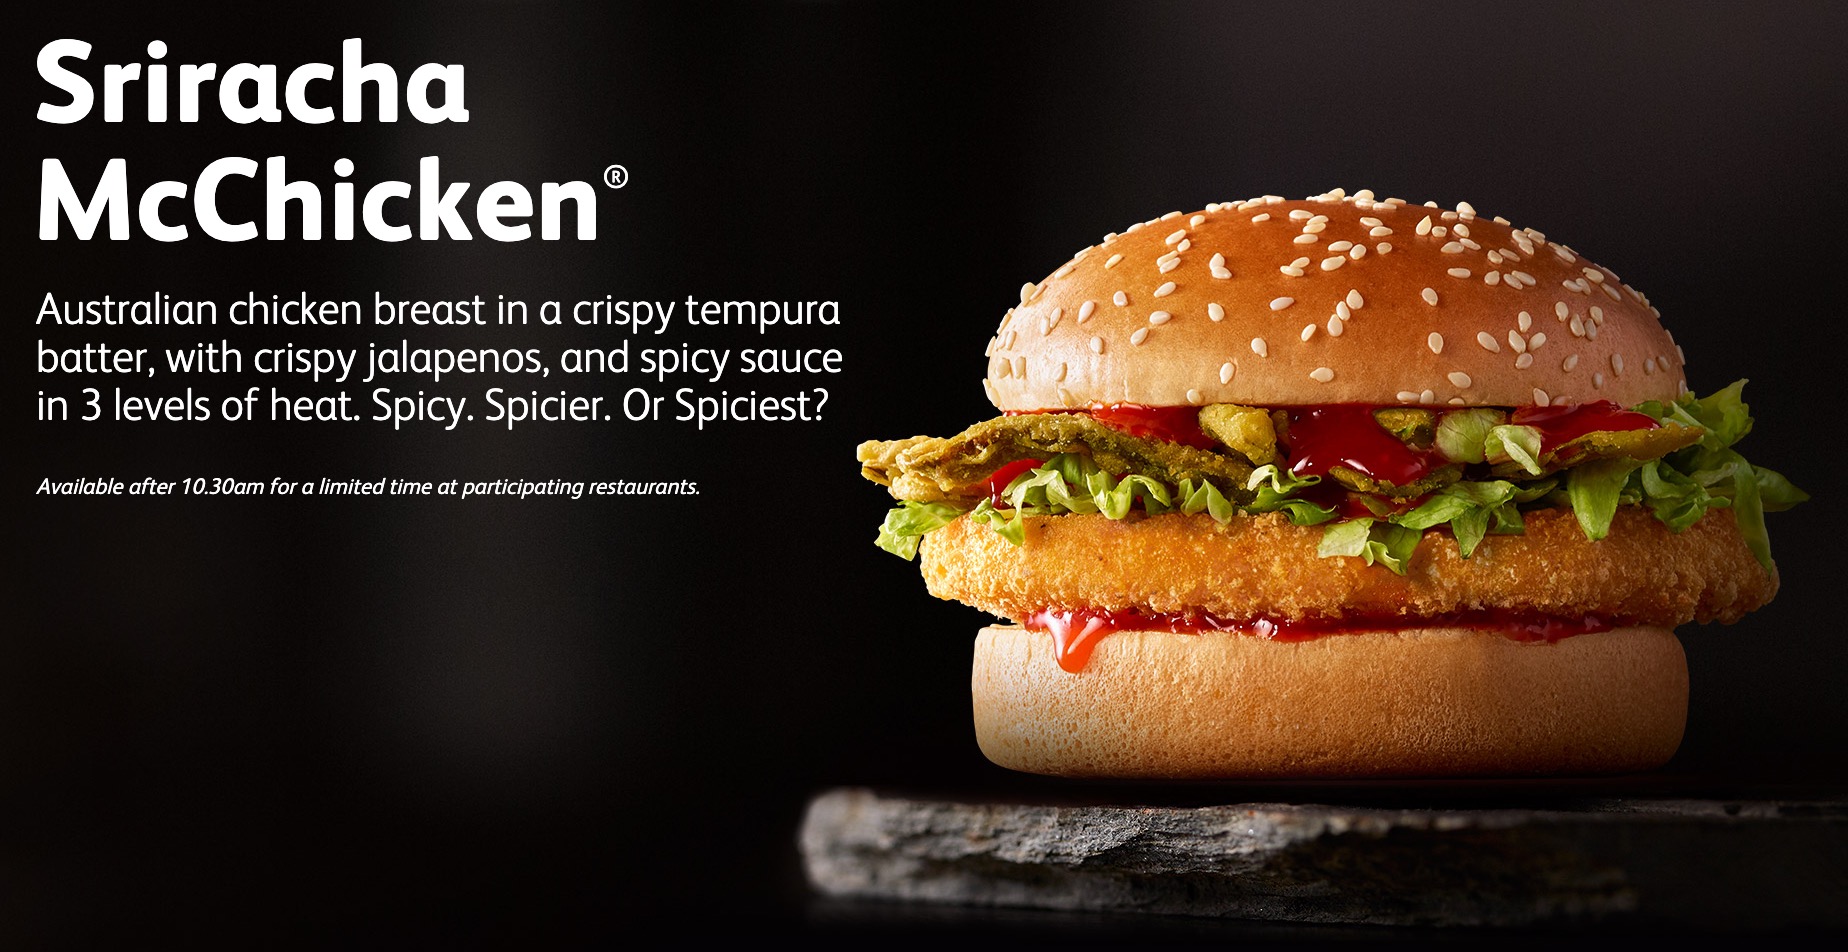 Sriracha
McChicken®
Australian chicken breast in a crispy tempura
batter, with crispy jalapenos, and spicy sauce
in 3 levels of heat. Spicy. Spicier. Or Spiciest?
Available after 10.30am for a limited time at participating restaurants.